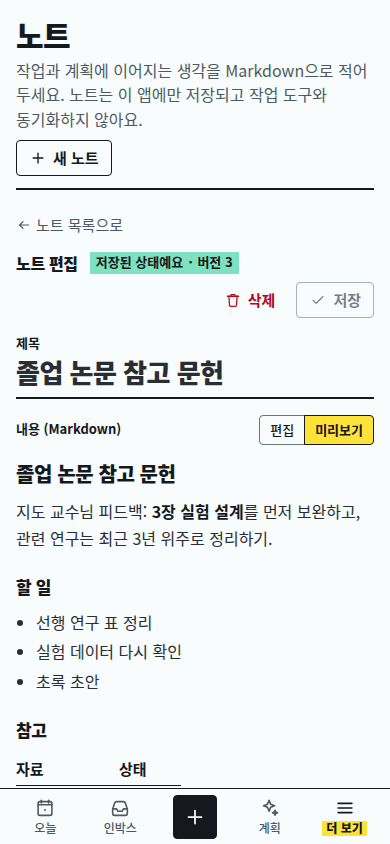 노트
작업과 계획에 이어지는 생각을 Markdown으로 적어
두세요. 노트는 이 앱에만 저장되고 작업 도구와
동기화하지 않아요.
+ 새 노트
← 노트 목록으로
노트 편집 저장된 상태예요 · 버전 3
삭제 저장
제목
졸업 논문 참고 문헌
내용 (Markdown) 편집 미리보기
졸업 논문 참고 문헌
지도 교수님 피드백: 3장 실험 설계를 먼저 보완하고,
관련 연구는 최근 3년 위주로 정리하기.
할 일
• 선행 연구 표 정리
• 실험 데이터 다시 확인
• 초록 초안
참고
자료 상태
오늘 인박스 계획 더 보기